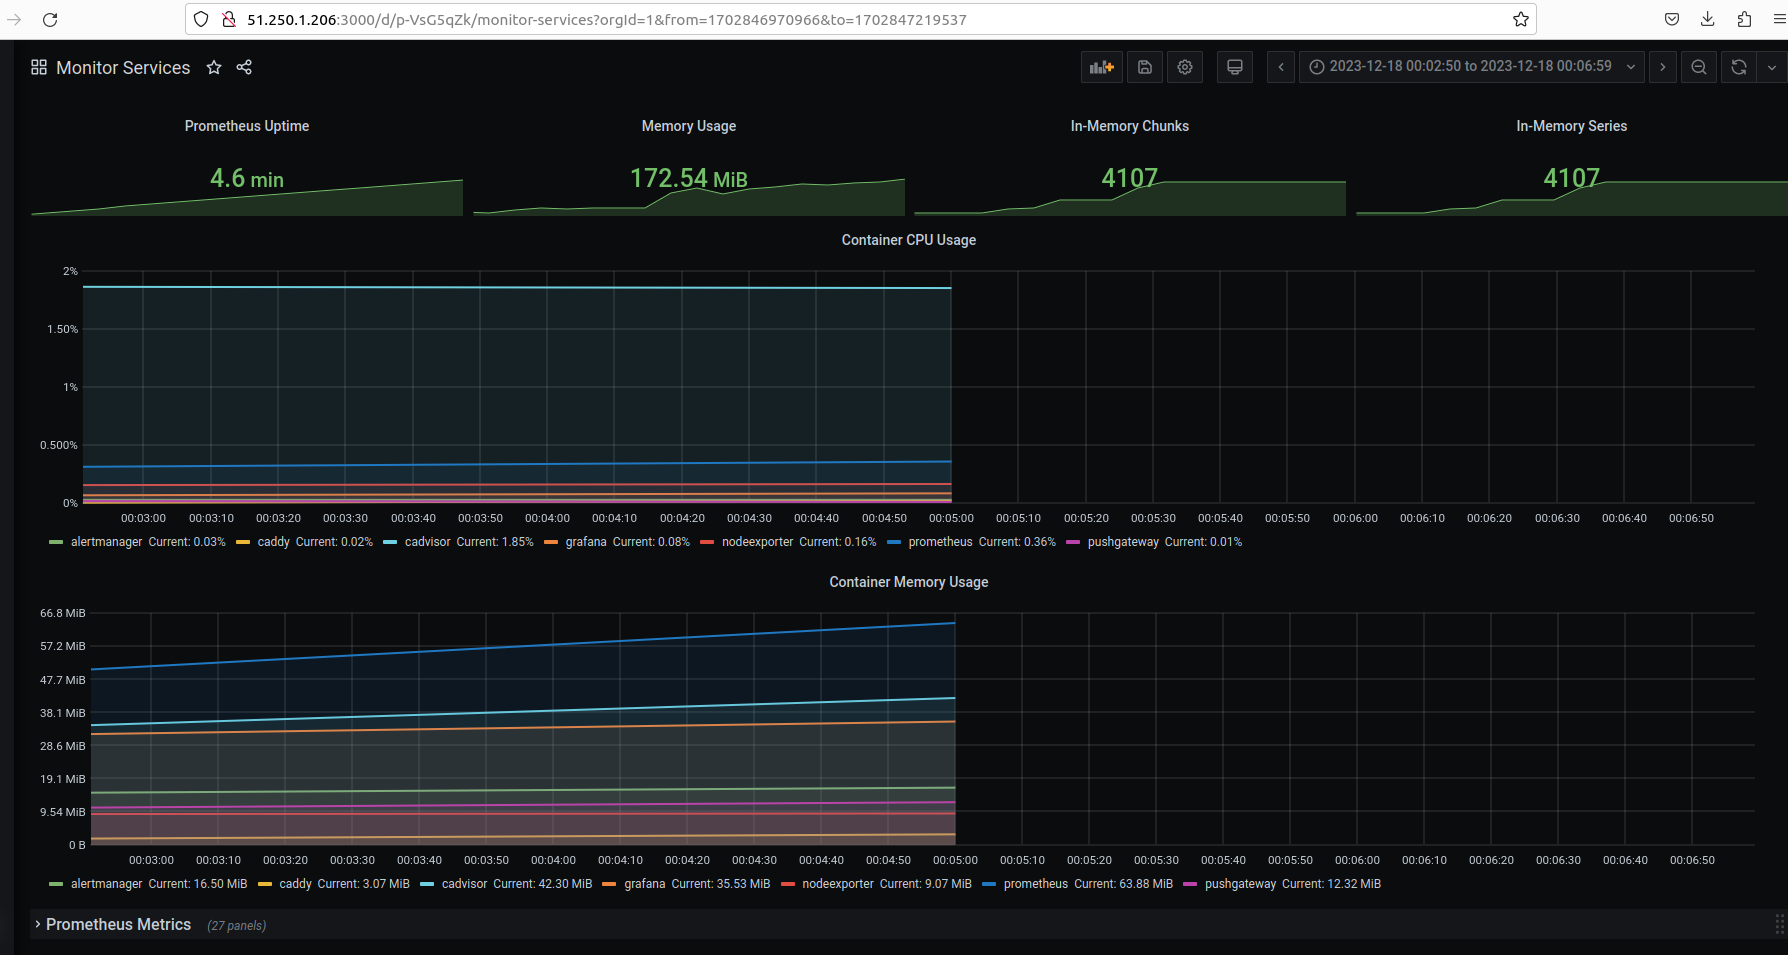 51.250.1.206:3000/d/p-VsG5qZk/monitor-services?orgId=1&from=1702846970966&to=1702847219537
Monitor Services
2023-12-18 00:02:50 to 2023-12-18 00:06:59
Prometheus Uptime
4.6 min
Memory Usage
172.54 MiB
In-Memory Chunks
4107
In-Memory Series
4107
Container CPU Usage
2%
1.50%
1%
0.500%
0%
00:03:00 00:03:10 00:03:20 00:03:30 00:03:40 00:03:50 00:04:00 00:04:10 00:04:20 00:04:30 00:04:40 00:04:50 00:05:00 00:05:10 00:05:20 00:05:30 00:05:40 00:05:50 00:06:00 00:06:10 00:06:20 00:06:30 00:06:40 00:06:50
alertmanager Current: 0.03% caddy Current: 0.02% cadvisor Current: 1.85% grafana Current: 0.08% nodeexporter Current: 0.16% prometheus Current: 0.36% pushgateway Current: 0.01%
Container Memory Usage
66.8 MiB
57.2 MiB
47.7 MiB
38.1 MiB
28.6 MiB
19.1 MiB
9.54 MiB
0 B
00:03:00 00:03:10 00:03:20 00:03:30 00:03:40 00:03:50 00:04:00 00:04:10 00:04:20 00:04:30 00:04:40 00:04:50 00:05:00 00:05:10 00:05:20 00:05:30 00:05:40 00:05:50 00:06:00 00:06:10 00:06:20 00:06:30 00:06:40 00:06:50
alertmanager Current: 16.50 MiB caddy Current: 3.07 MiB cadvisor Current: 42.30 MiB grafana Current: 35.53 MiB nodeexporter Current: 9.07 MiB prometheus Current: 63.88 MiB pushgateway Current: 12.32 MiB
Prometheus Metrics (27 panels)